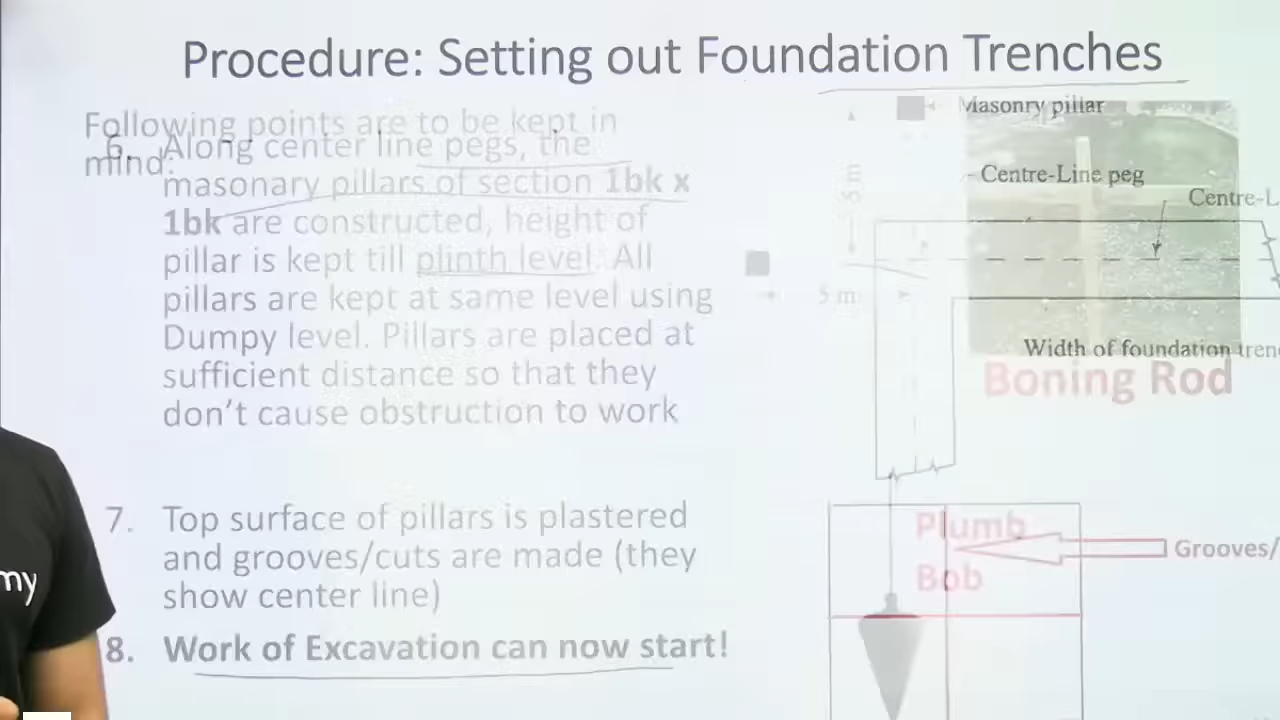 Procedure: Setting out Foundation Trenches
Following points are to be kept in
mind:
6. Along center line pegs, the
masonary pillars of section 1bk x
1bk are constructed, height of
pillar is kept till plinth level. All
pillars are kept at same level using
Dumpy level. Pillars are placed at
sufficient distance so that they
don't cause obstruction to work
7. Top surface of pillars is plastered
and grooves/cuts are made (they
show center line)
8. Work of Excavation can now start!
Masonry pillar
Centre-Line peg
Centre-L
5 m
5 m
Width of foundation tren
Boning Rod
Plumb
Bob
Grooves/
my